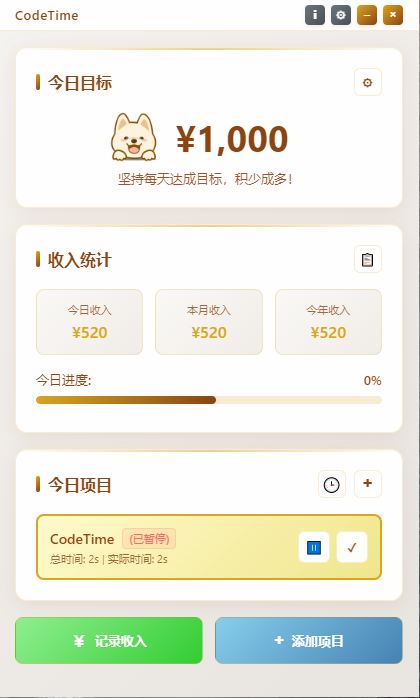 CodeTime
今日目标
¥1,000
坚持每天达成目标，积少成多!
收入统计
今日收入 本月收入 今年收入
¥520 ¥520 ¥520
今日进度: 0%
今日项目
CodeTime (已暂停)
总时间: 2s | 实际时间: 2s
¥ 记录收入 + 添加项目